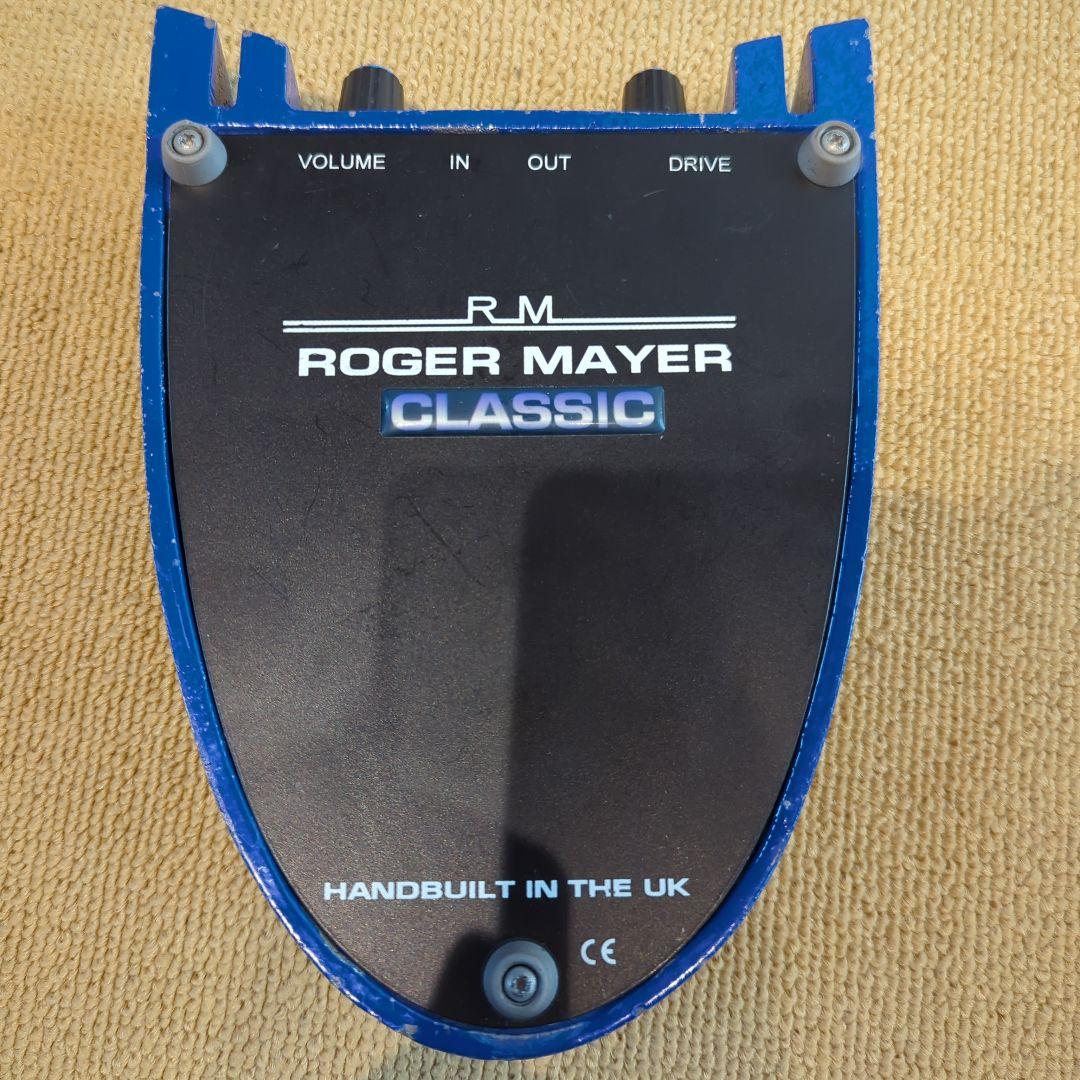 VOLUME IN OUT DRIVE
RM
ROGER MAYER
CLASSIC
HANDBUILT IN THE UK
CE